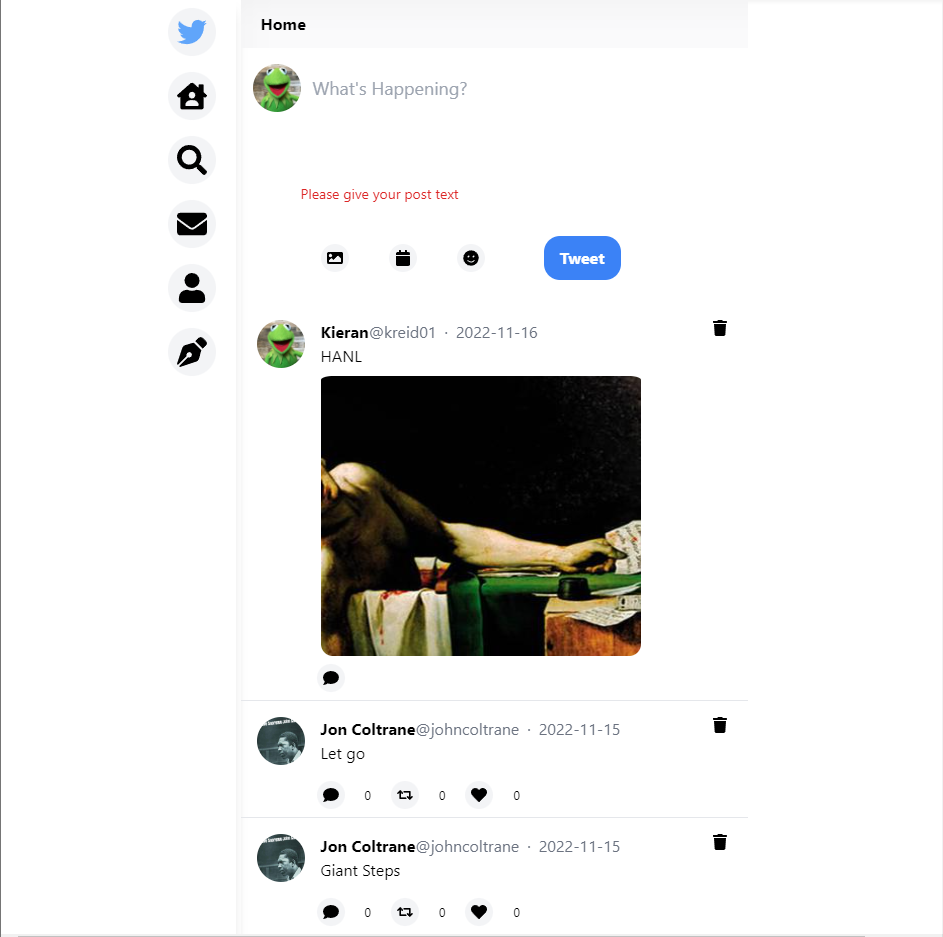 Home
What's Happening?
Please give your post text
Tweet
Kieran@kreid01 · 2022-11-16
HANL
Jon Coltrane@johncoltrane · 2022-11-15
Let go
0 0 0
Jon Coltrane@johncoltrane · 2022-11-15
Giant Steps
0 0 0